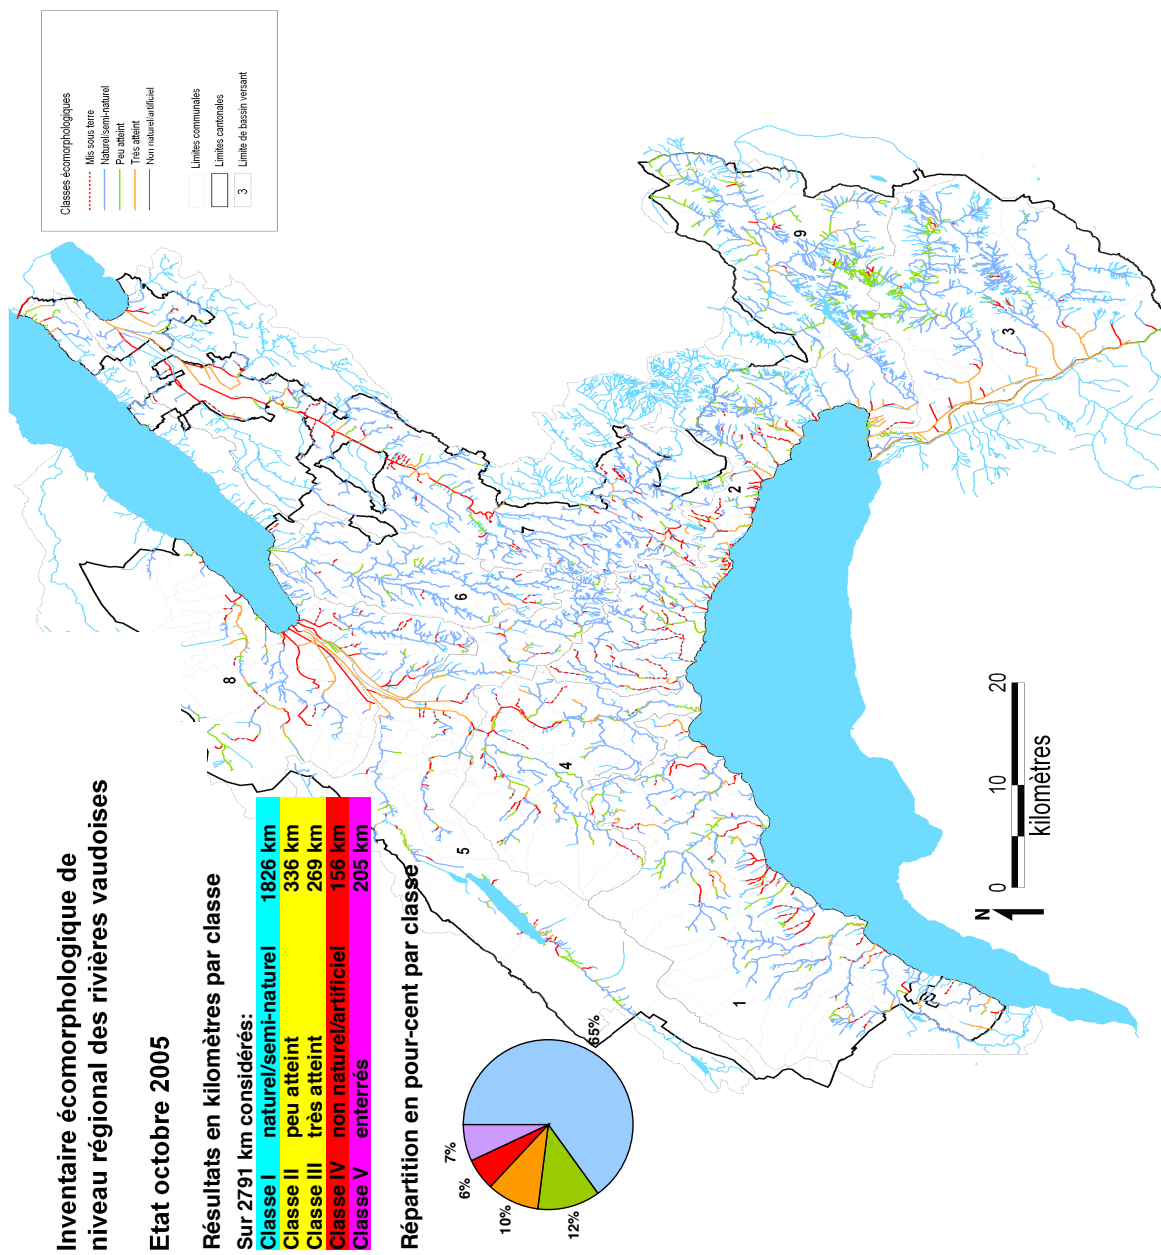 Inventaire écomorphologique de
niveau régional des rivières vaudoises
Etat octobre 2005
Résultats en kilomètres par classe
Sur 2791 km considérés:
Classe I naturel/semi-naturel 1826 km
Classe II peu atteint 336 km
Classe III très atteint 269 km
Classe IV non naturel/artificiel 156 km
Classe V enterrés 205 km
Répartition en pour-cent par classe
65%
12%
10%
6%
7%
Classes écomorphologiques
Mis sous terre
Naturel/semi-naturel
Peu atteint
Très atteint
Non naturel/artificiel
Limites communales
Limites cantonales
3 Limite de bassin versant
8
6
7
5
4
2
9
3
1
N
0 10 20
kilomètres